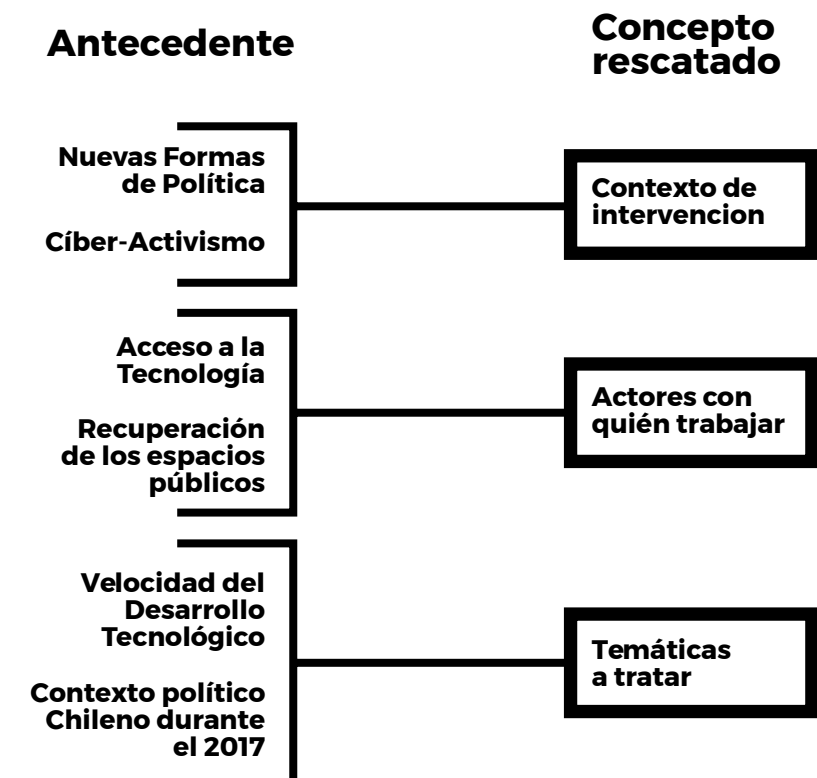 Antecedente
Concepto
rescatado
Nuevas Formas
de Política
Cíber-Activismo
Contexto de
intervencion
Acceso a la
Tecnología
Recuperación
de los espacios
públicos
Actores con
quién trabajar
Velocidad del
Desarrollo
Tecnológico
Contexto político
Chileno durante
el 2017
Temáticas
a tratar